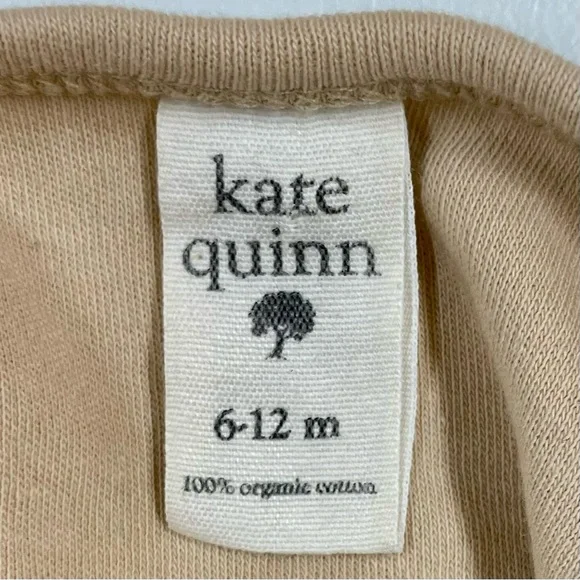 kate
quinn
6-12 m
100% organic cotton